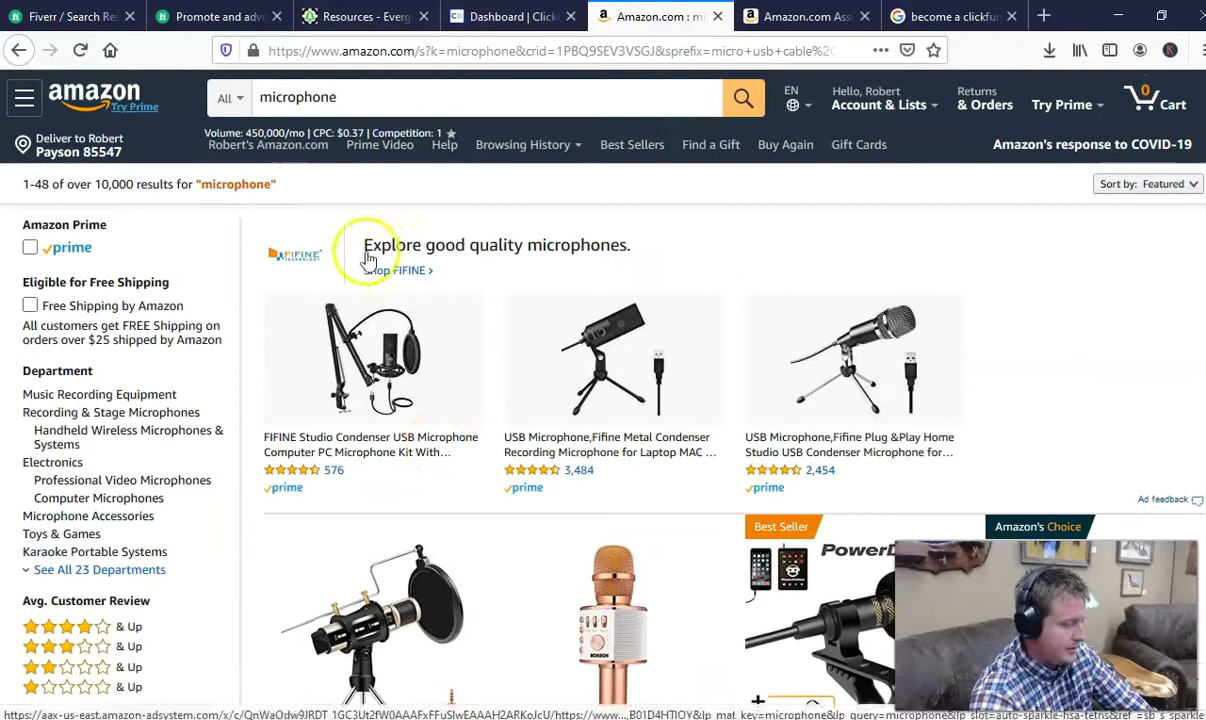 Fiverr / Search Res
Promote and adve
Resources - Everg
Dashboard | Click
Amazon.com : mi
Amazon.com Ass
become a clickfun
https://www.amazon.com/s?k=microphone&crid=1PBQ9SEV3VSGJ&sprefix=micro+usb+cable%2C
K
amazon
Try Prime
All
microphone
EN
Hello, Robert
Account & Lists
Returns
& Orders
Try Prime
0
Cart
Deliver to Robert
Payson 85547
Volume: 450,000/mo | CPC: $0.37 | Competition: 1
Robert's Amazon.com
Prime Video
Help
Browsing History
Best Sellers
Find a Gift
Buy Again
Gift Cards
Amazon's response to COVID-19
1-48 of over 10,000 results for "microphone"
Sort by: Featured
Amazon Prime
prime
Eligible for Free Shipping
Free Shipping by Amazon
All customers get FREE Shipping on
orders over $25 shipped by Amazon
Department
Music Recording Equipment
Recording & Stage Microphones
Handheld Wireless Microphones &
Systems
Electronics
Professional Video Microphones
Computer Microphones
Microphone Accessories
Toys & Games
Karaoke Portable Systems
See All 23 Departments
Avg. Customer Review
& Up
& Up
& Up
& Up
FIFINE
TECHNOLOGY
Explore good quality microphones.
Shop FIFINE ›
FIFINE Studio Condenser USB Microphone
Computer PC Microphone Kit With...
576
prime
USB Microphone,Fifine Metal Condenser
Recording Microphone for Laptop MAC ...
3,484
prime
USB Microphone,Fifine Plug &Play Home
Studio USB Condenser Microphone for...
2,454
prime
Ad feedback
Best Seller
Amazon's Choice
PowerD
BONAOK